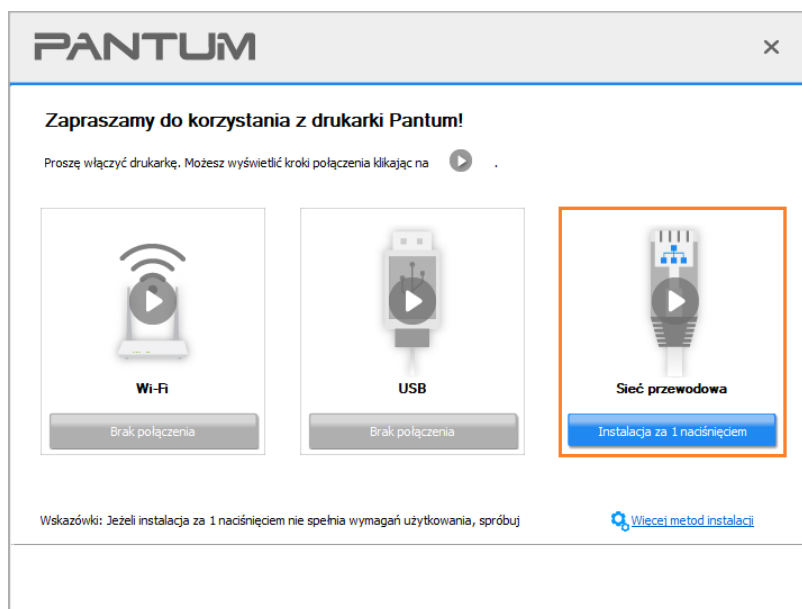 PANTUM
Zapraszamy do korzystania z drukarki Pantum!
Proszę włączyć drukarkę. Możesz wyświetlić kroki połączenia klikając na .
Wi-Fi
USB
Sieć przewodowa
Brak połączenia
Brak połączenia
Instalacja za 1 naciśnięciem
Wskazówki: Jeżeli instalacja za 1 naciśnięciem nie spełnia wymagań użytkowania, spróbuj
Więcej metod instalacji